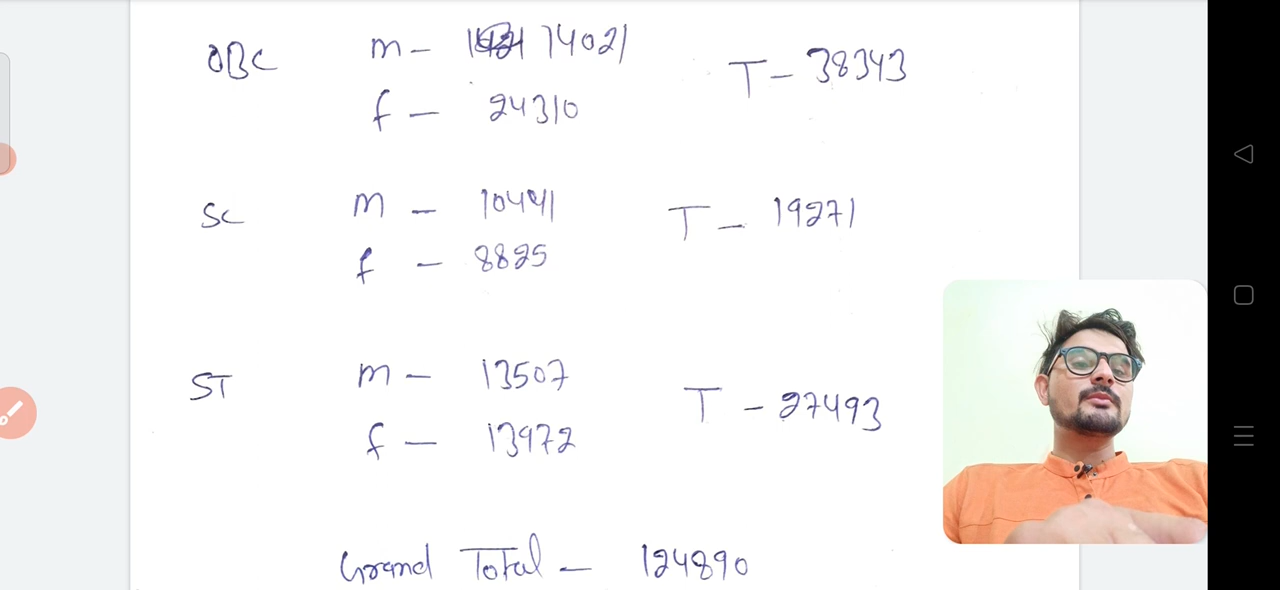 OBC m - 14021 T - 38343
f - 24310
SC m - 10441 T - 19271
f - 8825
ST m - 13507 T - 27493
f - 13972
Grand Total - 124890